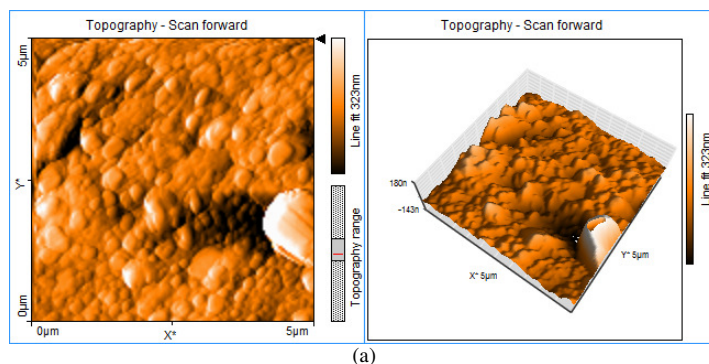 Topography - Scan forward
5µm
Y*
0µm
0µm
X*
5µm
Line fit 323nm
Topography range
Topography - Scan forward
180n
-143n
X* 5µm
Y* 5µm
Line fit 323nm
(a)